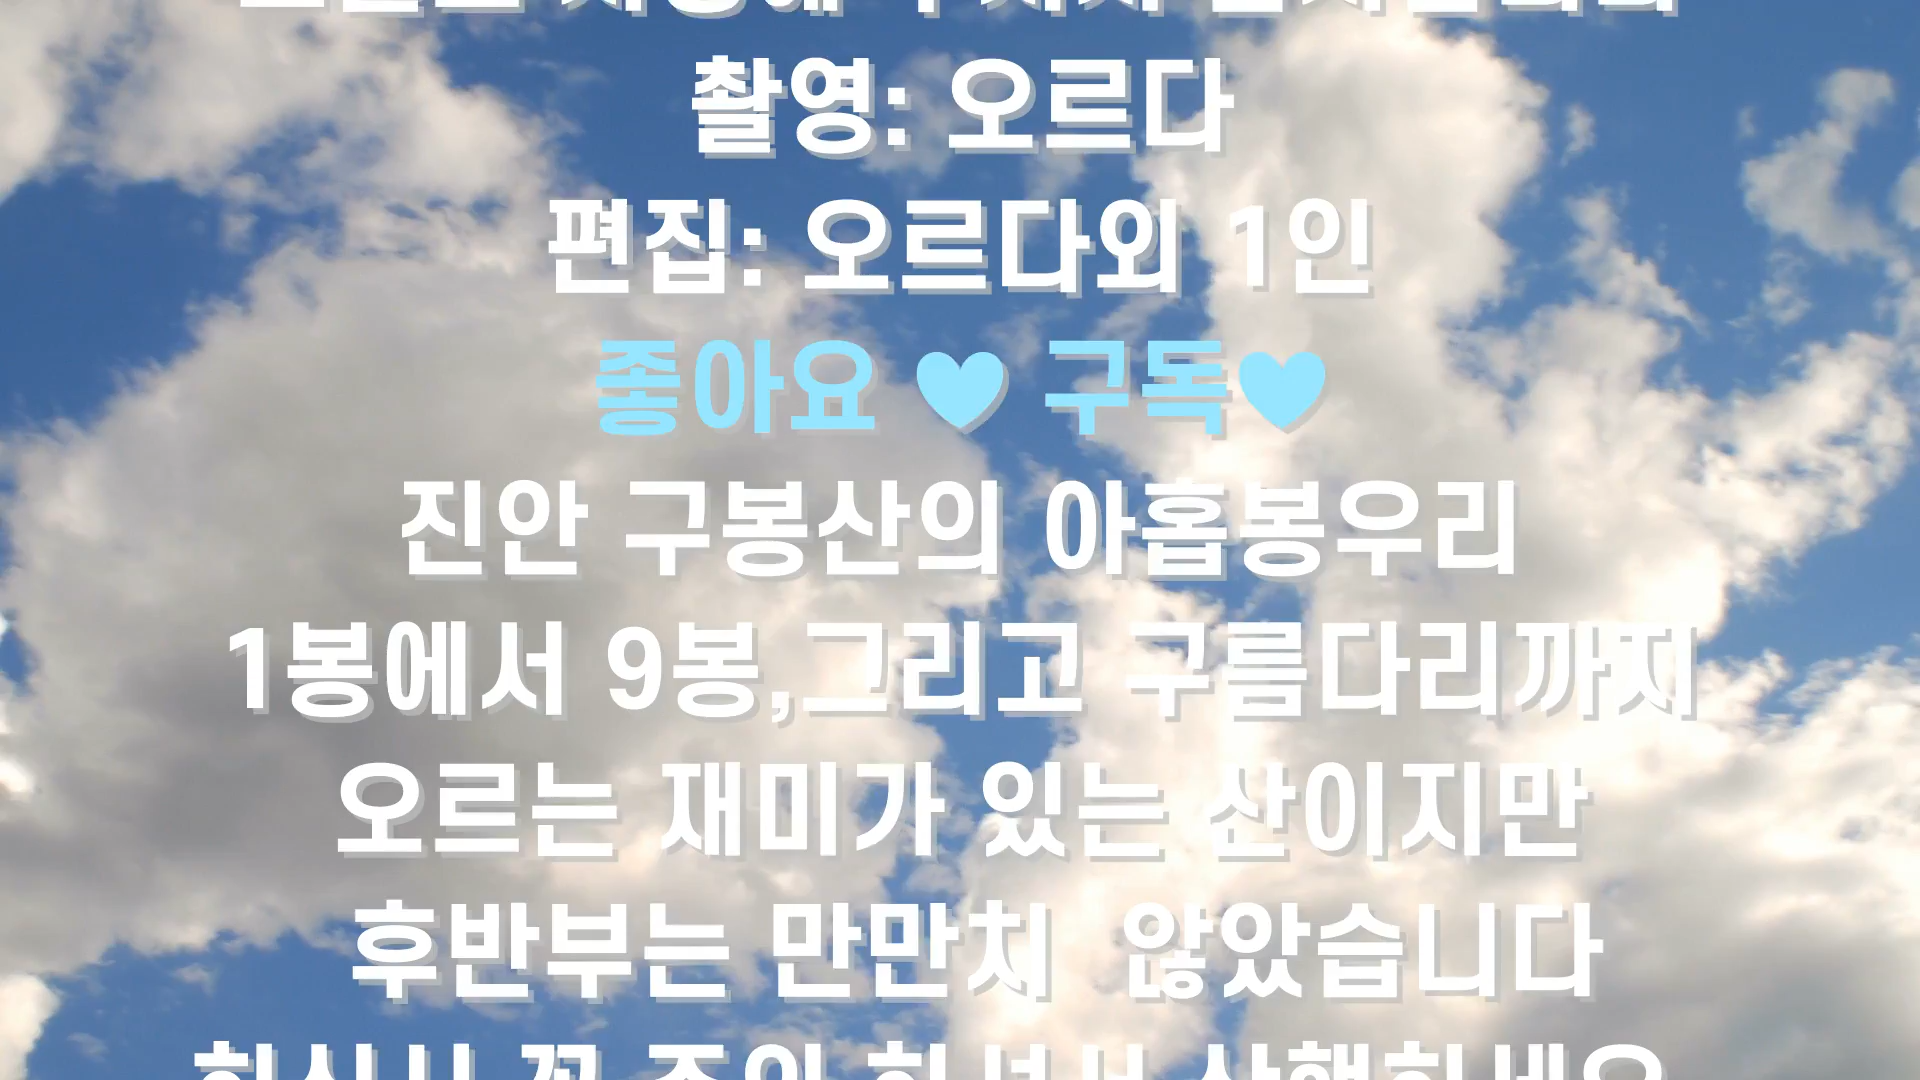 촬영: 오르다
편집: 오르다외 1인
좋아요 ♥ 구독♥
진안 구봉산의 아홉봉우리
1봉에서 9봉,그리고 구름다리까지
오르는 재미가 있는 산이지만
후반부는 만만치 않았습니다